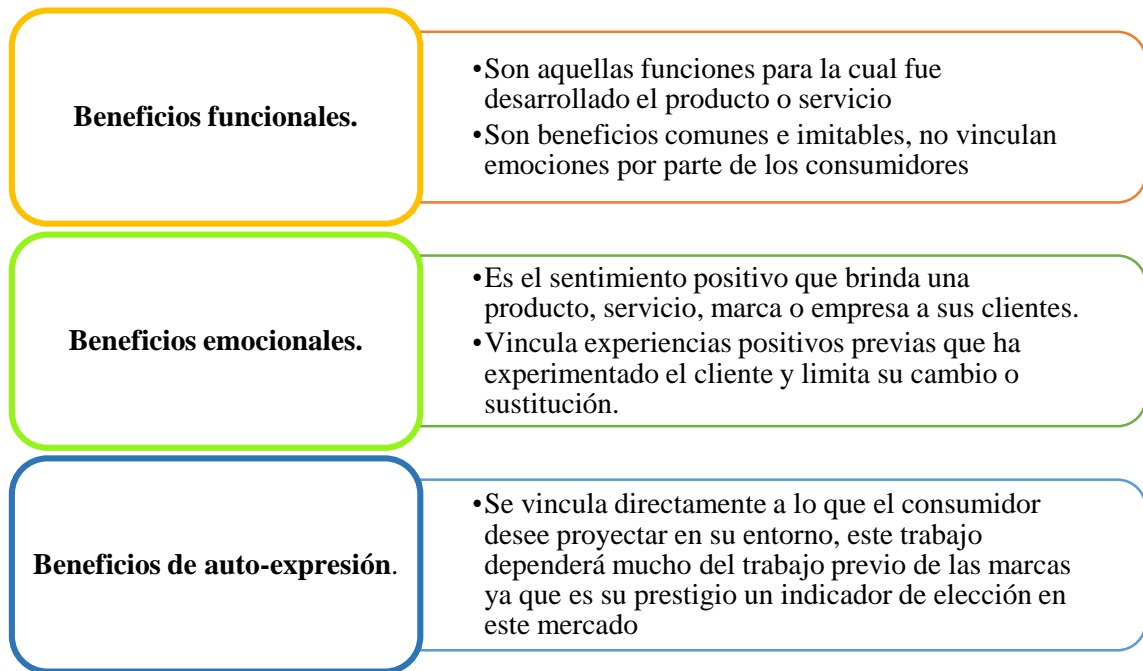 Beneficios funcionales.
•Son aquellas funciones para la cual fue
desarrollado el producto o servicio
•Son beneficios comunes e imitables, no vinculan
emociones por parte de los consumidores
Beneficios emocionales.
•Es el sentimiento positivo que brinda una
producto, servicio, marca o empresa a sus clientes.
•Vincula experiencias positivos previas que ha
experimentado el cliente y limita su cambio o
sustitución.
Beneficios de auto-expresión.
•Se vincula directamente a lo que el consumidor
desee proyectar en su entorno, este trabajo
dependerá mucho del trabajo previo de las marcas
ya que es su prestigio un indicador de elección en
este mercado